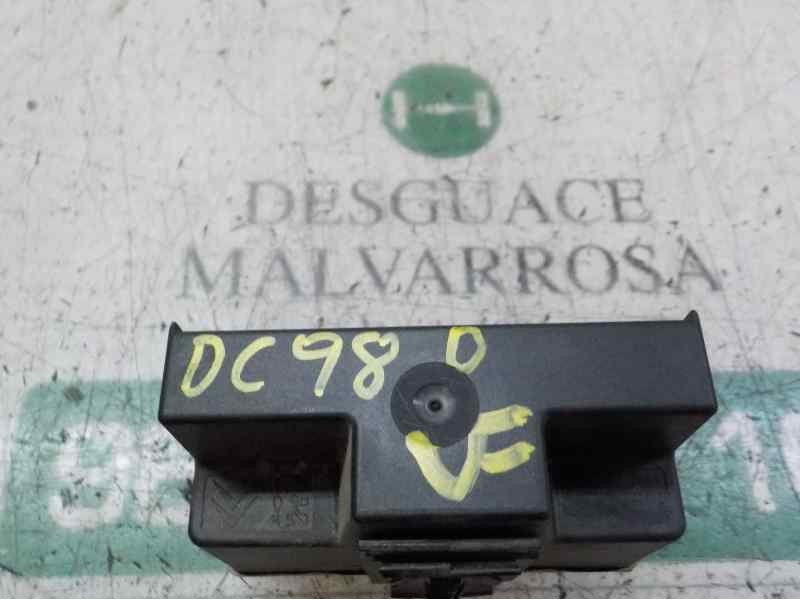 DESGUACE
MALVARROSA
DC98 D
VF